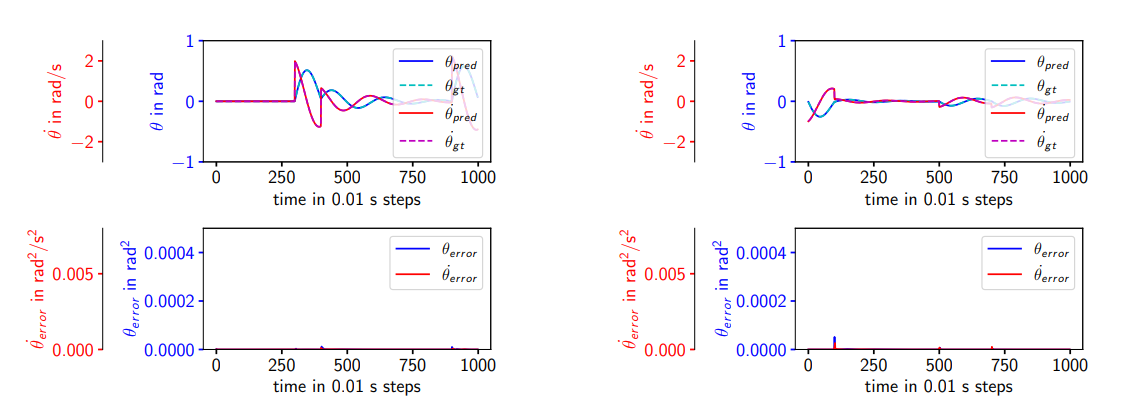 θ̇ in rad/s
2
0
−2
θ in rad
1
0
−1
θpred
θgt
θ̇pred
θ̇gt
0 250 500 750 1000
time in 0.01 s steps
θ̇ in rad/s
2
0
−2
θ in rad
1
0
−1
θpred
θgt
θ̇pred
θ̇gt
0 250 500 750 1000
time in 0.01 s steps
θ̇error in rad²/s²
0.005
0.000
θerror in rad²
0.0004
0.0002
0.0000
θerror
θ̇error
0 250 500 750 1000
time in 0.01 s steps
θ̇error in rad²/s²
0.005
0.000
θerror in rad²
0.0004
0.0002
0.0000
θerror
θ̇error
0 250 500 750 1000
time in 0.01 s steps